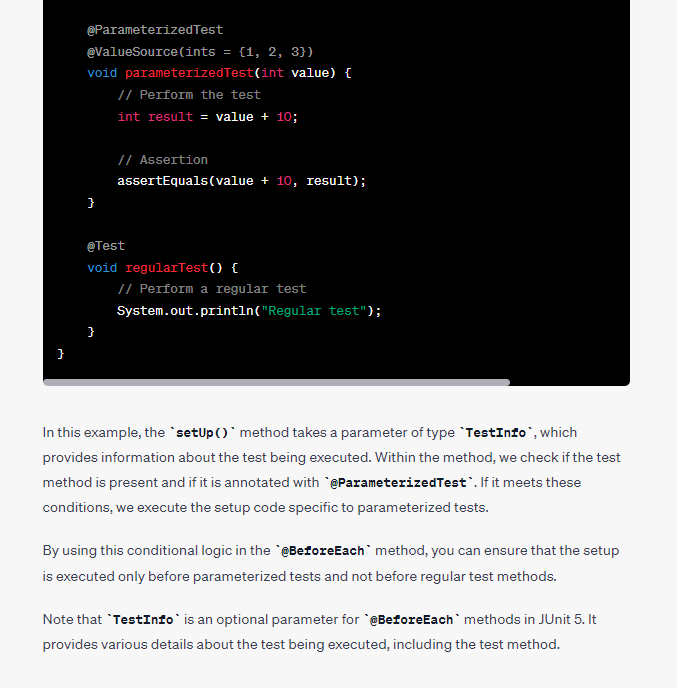 @ParameterizedTest
@ValueSource(ints = {1, 2, 3})
void parameterizedTest(int value) {
// Perform the test
int result = value + 10;
// Assertion
assertEquals(value + 10, result);
}
@Test
void regularTest() {
// Perform a regular test
System.out.println("Regular test");
}
}
In this example, the `setUp()` method takes a parameter of type `TestInfo`, which
provides information about the test being executed. Within the method, we check if the test
method is present and if it is annotated with `@ParameterizedTest`. If it meets these
conditions, we execute the setup code specific to parameterized tests.
By using this conditional logic in the `@BeforeEach` method, you can ensure that the setup
is executed only before parameterized tests and not before regular test methods.
Note that `TestInfo` is an optional parameter for `@BeforeEach` methods in JUnit 5. It
provides various details about the test being executed, including the test method.